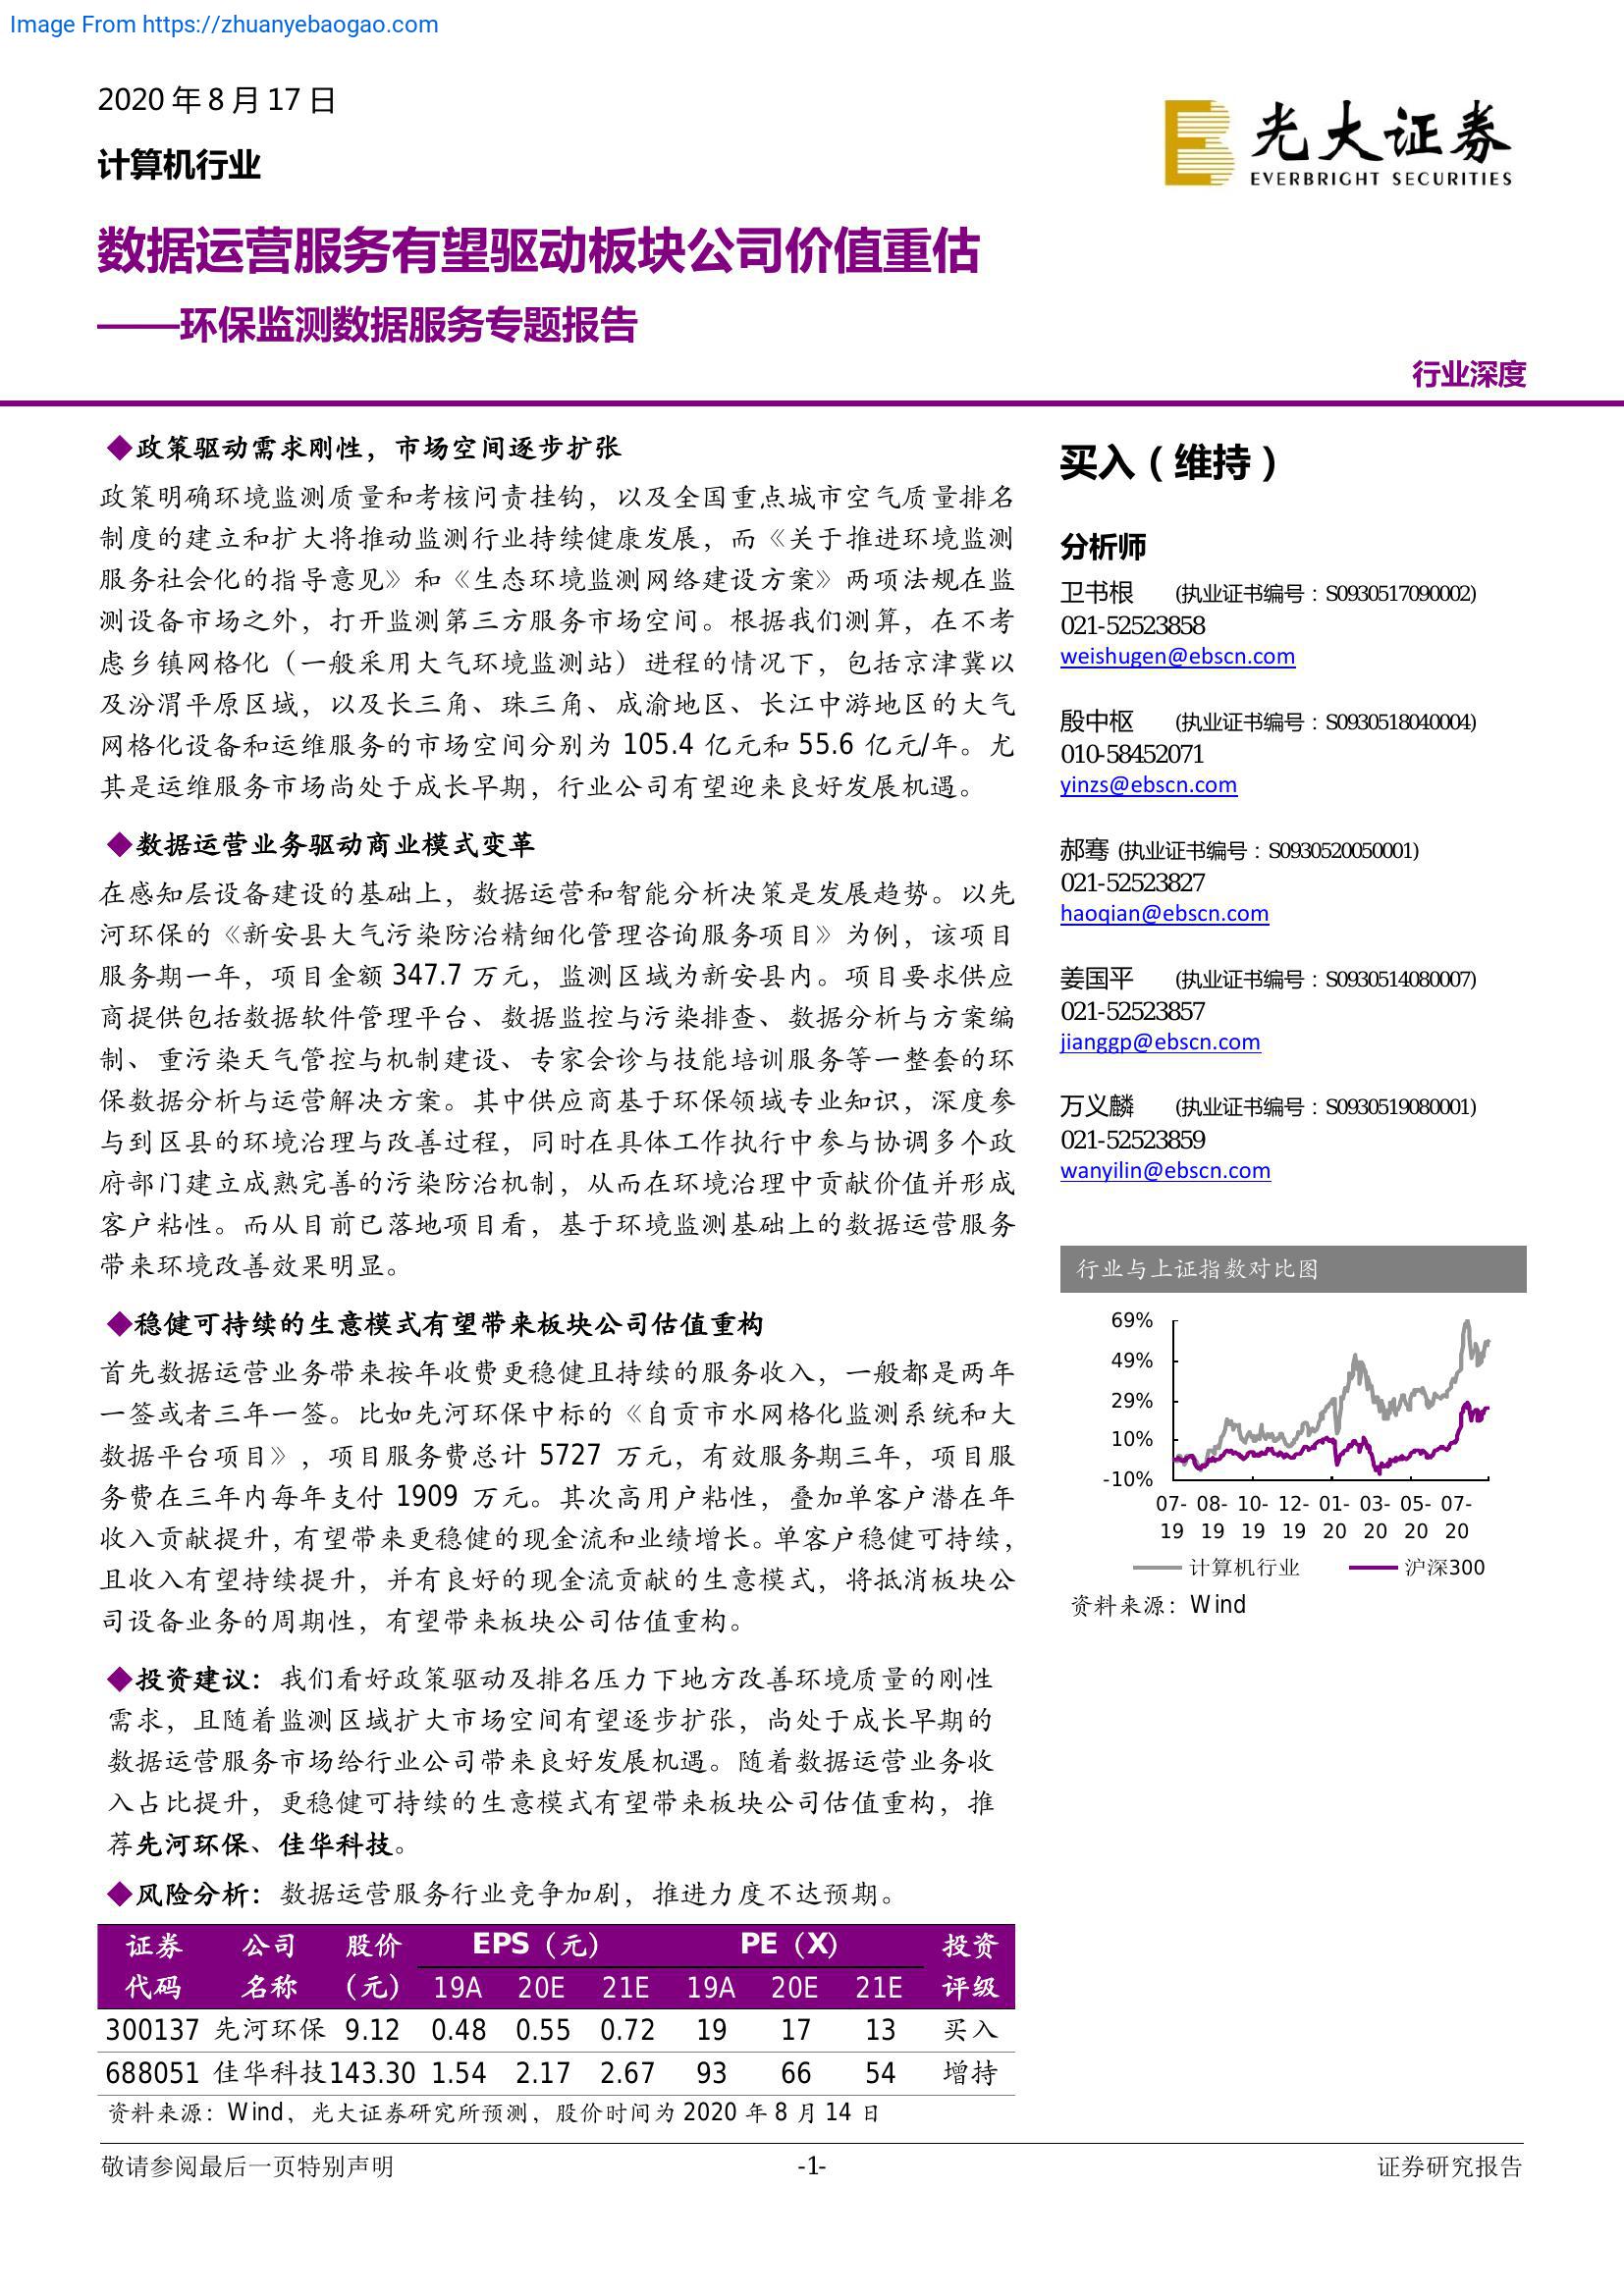 Image From https://zhuanyebaogao.com
2020 年 8 月 17 日
计算机行业
光大证券
EVERBRIGHT SECURITIES
数据运营服务有望驱动板块公司价值重估
——环保监测数据服务专题报告
行业深度
◆政策驱动需求刚性，市场空间逐步扩张
政策明确环境监测质量和考核问责挂钩，以及全国重点城市空气质量排名
制度的建立和扩大将推动监测行业持续健康发展，而《关于推进环境监测
服务社会化的指导意见》和《生态环境监测网络建设方案》两项法规在监
测设备市场之外，打开监测第三方服务市场空间。根据我们测算，在不考
虑乡镇网格化（一般采用大气环境监测站）进程的情况下，包括京津冀以
及汾渭平原区域，以及长三角、珠三角、成渝地区、长江中游地区的大气
网格化设备和运维服务的市场空间分别为 105.4 亿元和 55.6 亿元/年。尤
其是运维服务市场尚处于成长早期，行业公司有望迎来良好发展机遇。
◆数据运营业务驱动商业模式变革
在感知层设备建设的基础上，数据运营和智能分析决策是发展趋势。以先
河环保的《新安县大气污染防治精细化管理咨询服务项目》为例，该项目
服务期一年，项目金额 347.7 万元，监测区域为新安县内。项目要求供应
商提供包括数据软件管理平台、数据监控与污染排查、数据分析与方案编
制、重污染天气管控与机制建设、专家会诊与技能培训服务等一整套的环
保数据分析与运营解决方案。其中供应商基于环保领域专业知识，深度参
与到区县的环境治理与改善过程，同时在具体工作执行中参与协调多个政
府部门建立成熟完善的污染防治机制，从而在环境治理中贡献价值并形成
客户粘性。而从目前已落地项目看，基于环境监测基础上的数据运营服务
带来环境改善效果明显。
◆稳健可持续的生意模式有望带来板块公司估值重构
首先数据运营业务带来按年收费更稳健且持续的服务收入，一般都是两年
一签或者三年一签。比如先河环保中标的《自贡市水网格化监测系统和大
数据平台项目》，项目服务费总计 5727 万元，有效服务期三年，项目服
务费在三年内每年支付 1909 万元。其次高用户粘性，叠加单客户潜在年
收入贡献提升，有望带来更稳健的现金流和业绩增长。单客户稳健可持续，
且收入有望持续提升，并有良好的现金流贡献的生意模式，将抵消板块公
司设备业务的周期性，有望带来板块公司估值重构。
◆投资建议：我们看好政策驱动及排名压力下地方改善环境质量的刚性
需求，且随着监测区域扩大市场空间有望逐步扩张，尚处于成长早期的
数据运营服务市场给行业公司带来良好发展机遇。随着数据运营业务收
入占比提升，更稳健可持续的生意模式有望带来板块公司估值重构，推
荐先河环保、佳华科技。
◆风险分析：数据运营服务行业竞争加剧，推进力度不达预期。
证券 公司 股价 EPS（元） PE（X） 投资
代码 名称 （元） 19A 20E 21E 19A 20E 21E 评级
300137 先河环保 9.12 0.48 0.55 0.72 19 17 13 买入
688051 佳华科技 143.30 1.54 2.17 2.67 93 66 54 增持
资料来源：Wind，光大证券研究所预测，股价时间为 2020 年 8 月 14 日
买入（维持）
分析师
卫书根 (执业证书编号：S0930517090002)
021-52523858
weishugen@ebscn.com
殷中枢 (执业证书编号：S0930518040004)
010-58452071
yinzs@ebscn.com
郝骞 (执业证书编号：S0930520050001)
021-52523827
haoqian@ebscn.com
姜国平 (执业证书编号：S0930514080007)
021-52523857
jianggp@ebscn.com
万义麟 (执业证书编号：S0930519080001)
021-52523859
wanyilin@ebscn.com
行业与上证指数对比图
69%
49%
29%
10%
-10%
07- 08- 10- 12- 01- 03- 05- 07-
19 19 19 19 20 20 20 20
计算机行业 沪深300
资料来源：Wind
敬请参阅最后一页特别声明 -1- 证券研究报告